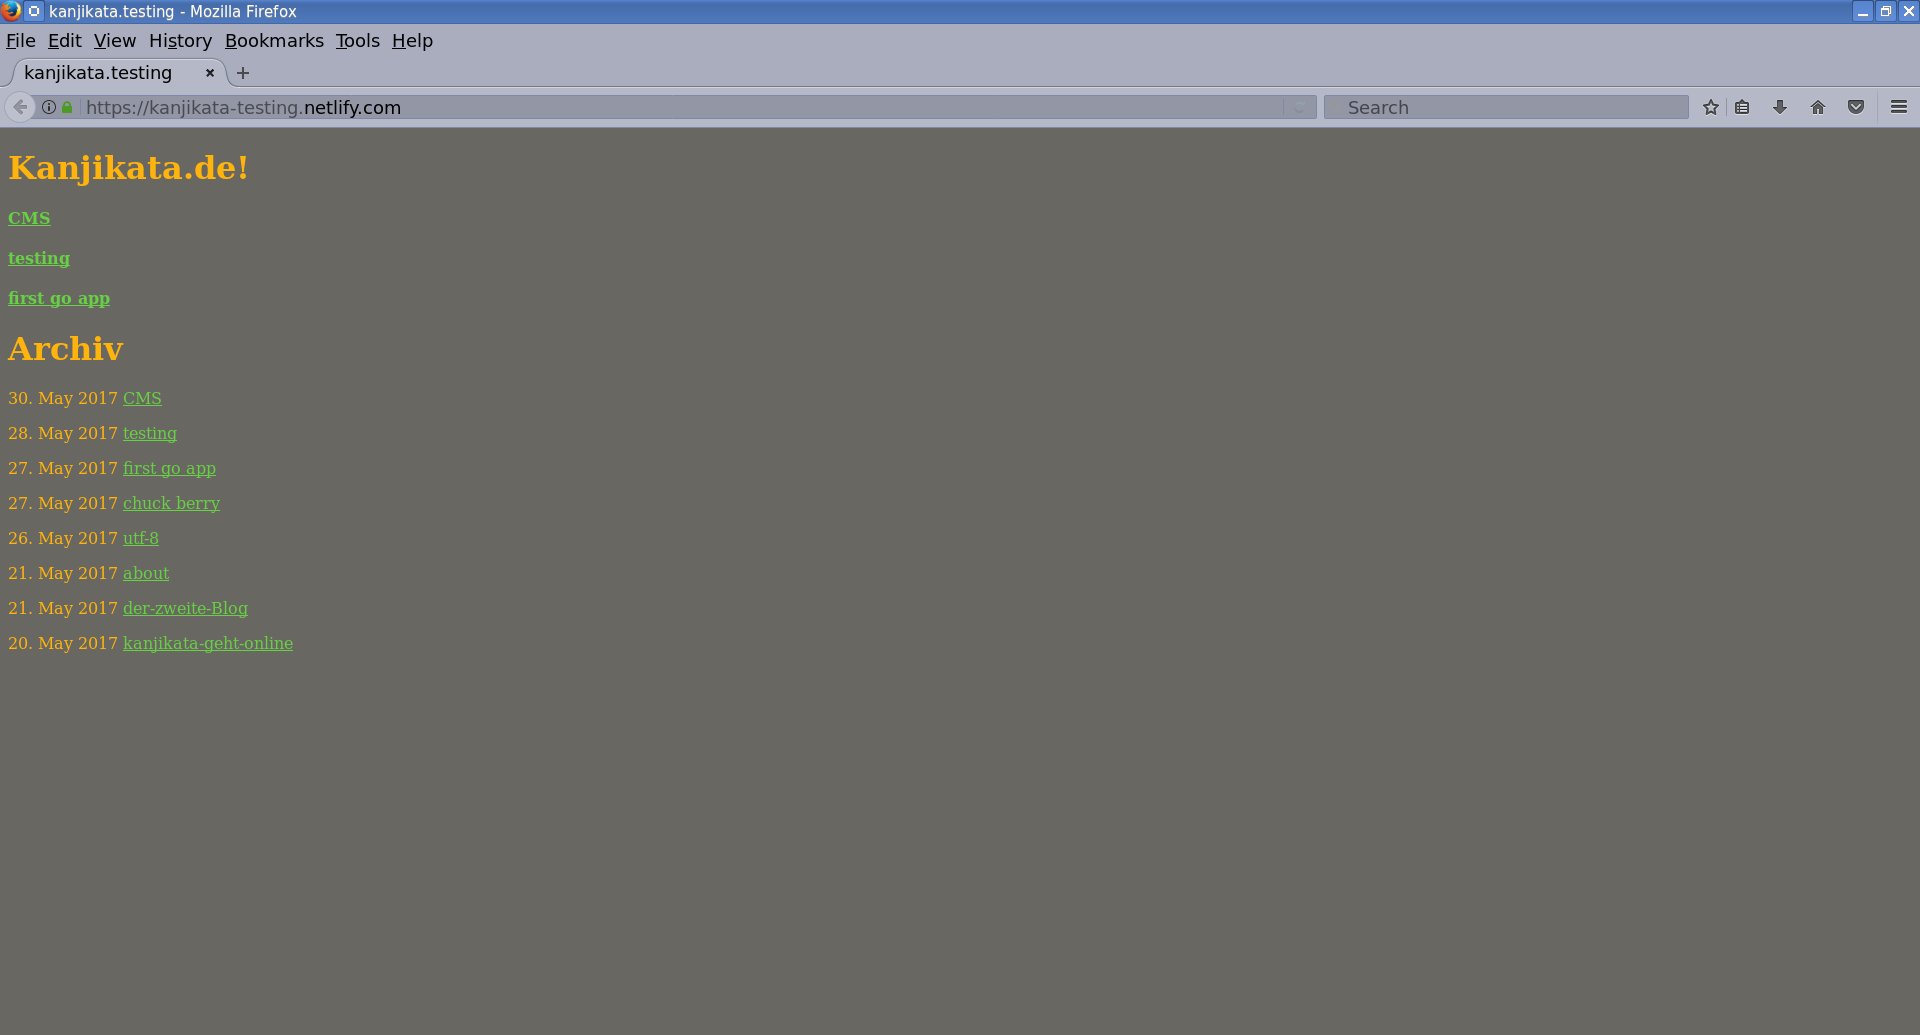 kanjikata.testing - Mozilla Firefox
File Edit View History Bookmarks Tools Help
kanjikata.testing
https://kanjikata-testing.netlify.com Search
Kanjikata.de!
CMS
testing
first go app
Archiv
30. May 2017 CMS
28. May 2017 testing
27. May 2017 first go app
27. May 2017 chuck berry
26. May 2017 utf-8
21. May 2017 about
21. May 2017 der-zweite-Blog
20. May 2017 kanjikata-geht-online